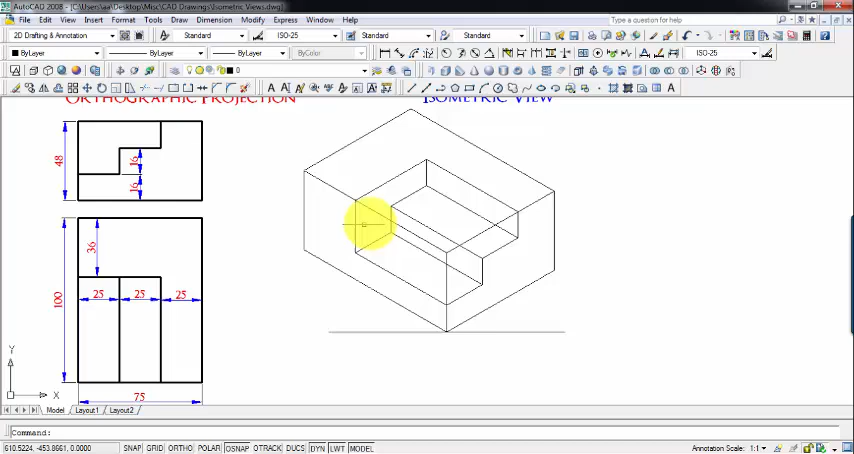 AutoCAD 2008 - [C:\Users\aa\Desktop\Misc\CAD Drawings\Isometric Views.dwg]
File Edit View Insert Format Tools Draw Dimension Modify Express Window Help
Type a question for help
2D Drafting & Annotation Standard ISO-25 Standard Standard
ByLayer ByLayer ByLayer ByColor ISO-25
0
ORTHOGRAPHIC PROJECTION
ISOMETRIC VIEW
48
16
16
36
100
25 25 25
75
Y
X
Model Layout1 Layout2
Command:
610.5224, -453.8661, 0.0000 SNAP GRID ORTHO POLAR OSNAP OTRACK DUCS DYN LWT MODEL Annotation Scale: 1:1